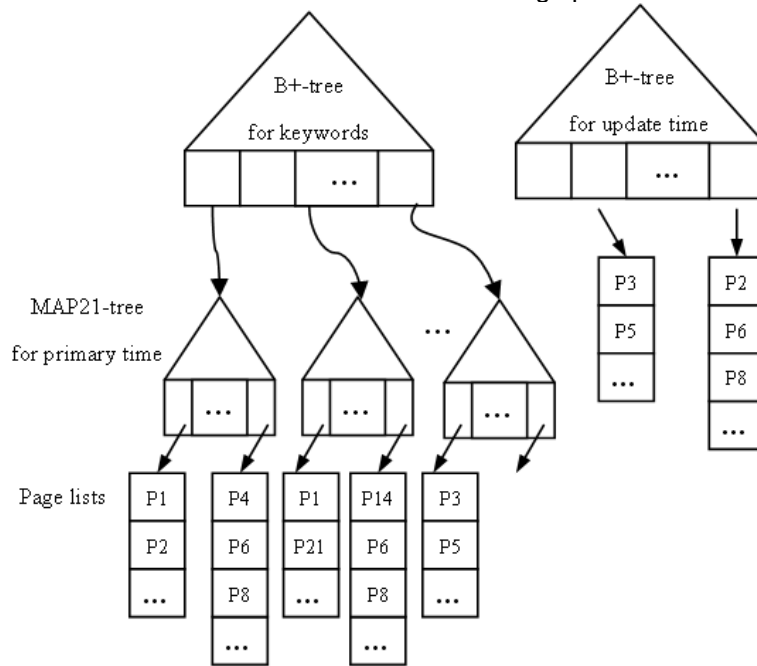 B+-tree
for keywords
...
B+-tree
for update time
...
MAP21-tree
for primary time
...
...
...
...
P3
P5
...
P2
P6
P8
...
Page lists
P1
P2
...
P4
P6
P8
...
P1
P21
...
P14
P6
P8
...
P3
P5
...